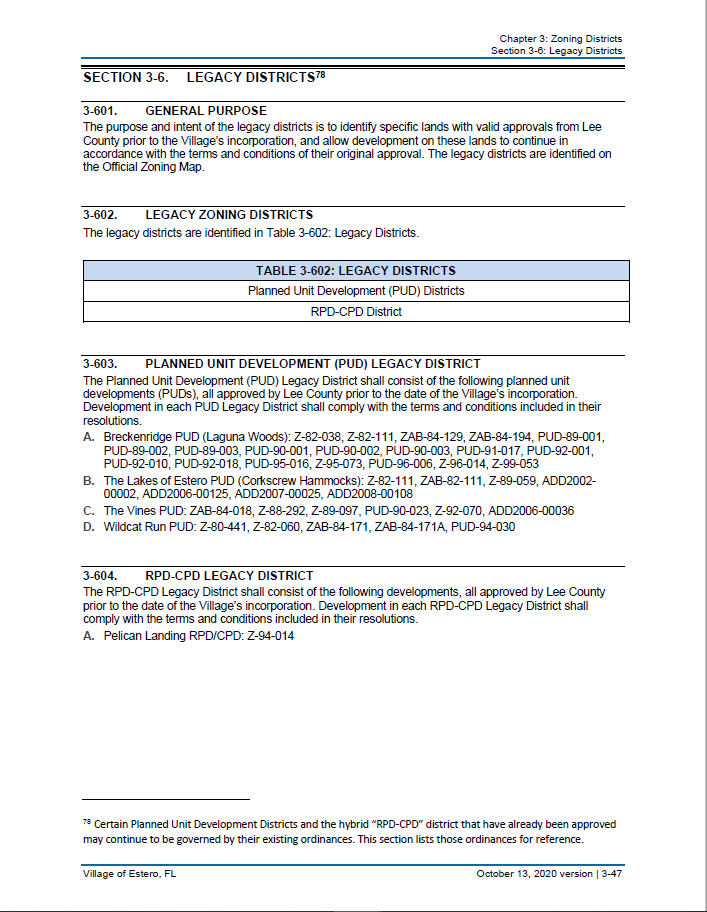 Chapter 3: Zoning Districts
Section 3-6: Legacy Districts
SECTION 3-6. LEGACY DISTRICTS78
3-601. GENERAL PURPOSE
The purpose and intent of the legacy districts is to identify specific lands with valid approvals from Lee
County prior to the Village's incorporation, and allow development on these lands to continue in
accordance with the terms and conditions of their original approval. The legacy districts are identified on
the Official Zoning Map.
3-602. LEGACY ZONING DISTRICTS
The legacy districts are identified in Table 3-602: Legacy Districts.
TABLE 3-602: LEGACY DISTRICTS
Planned Unit Development (PUD) Districts
RPD-CPD District
3-603. PLANNED UNIT DEVELOPMENT (PUD) LEGACY DISTRICT
The Planned Unit Development (PUD) Legacy District shall consist of the following planned unit
developments (PUDs), all approved by Lee County prior to the date of the Village's incorporation.
Development in each PUD Legacy District shall comply with the terms and conditions included in their
resolutions.
A. Breckenridge PUD (Laguna Woods): Z-82-038, Z-82-111, ZAB-84-129, ZAB-84-194, PUD-89-001,
PUD-89-002, PUD-89-003, PUD-90-001, PUD-90-002, PUD-90-003, PUD-91-017, PUD-92-001,
PUD-92-010, PUD-92-018, PUD-95-016, Z-95-073, PUD-96-006, Z-96-014, Z-99-053
B. The Lakes of Estero PUD (Corkscrew Hammocks): Z-82-111, ZAB-82-111, Z-89-059, ADD2002-
00002, ADD2006-00125, ADD2007-00025, ADD2008-00108
C. The Vines PUD: ZAB-84-018, Z-88-292, Z-89-097, PUD-90-023, Z-92-070, ADD2006-00036
D. Wildcat Run PUD: Z-80-441, Z-82-060, ZAB-84-171, ZAB-84-171A, PUD-94-030
3-604. RPD-CPD LEGACY DISTRICT
The RPD-CPD Legacy District shall consist of the following developments, all approved by Lee County
prior to the date of the Village's incorporation. Development in each RPD-CPD Legacy District shall
comply with the terms and conditions included in their resolutions.
A. Pelican Landing RPD/CPD: Z-94-014
78 Certain Planned Unit Development Districts and the hybrid "RPD-CPD" district that have already been approved
may continue to be governed by their existing ordinances. This section lists those ordinances for reference.
Village of Estero, FL October 13, 2020 version | 3-47